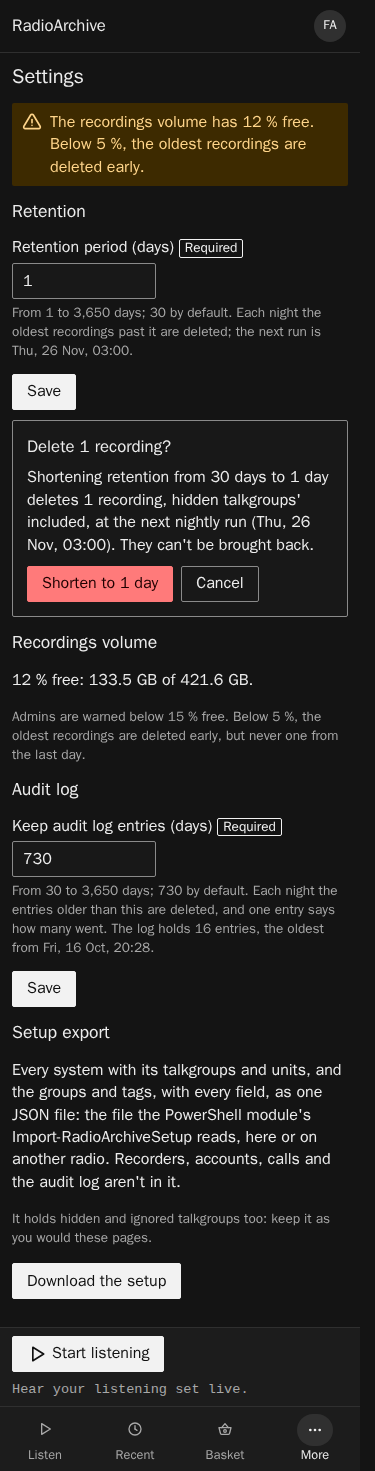 RadioArchive
FA
Settings
The recordings volume has 12 % free.
Below 5 %, the oldest recordings are
deleted early.
Retention
Retention period (days) Required
1
From 1 to 3,650 days; 30 by default. Each night the
oldest recordings past it are deleted; the next run is
Thu, 26 Nov, 03:00.
Save
Delete 1 recording?
Shortening retention from 30 days to 1 day
deletes 1 recording, hidden talkgroups'
included, at the next nightly run (Thu, 26
Nov, 03:00). They can't be brought back.
Shorten to 1 day
Cancel
Recordings volume
12 % free: 133.5 GB of 421.6 GB.
Admins are warned below 15 % free. Below 5 %, the
oldest recordings are deleted early, but never one from
the last day.
Audit log
Keep audit log entries (days) Required
730
From 30 to 3,650 days; 730 by default. Each night the
entries older than this are deleted, and one entry says
how many went. The log holds 16 entries, the oldest
from Fri, 16 Oct, 20:28.
Save
Setup export
Every system with its talkgroups and units, and
the groups and tags, with every field, as one
JSON file: the file the PowerShell module's
Import-RadioArchiveSetup reads, here or on
another radio. Recorders, accounts, calls and
the audit log aren't in it.
It holds hidden and ignored talkgroups too: keep it as
you would these pages.
Download the setup
Start listening
Hear your listening set live.
Listen
Recent
Basket
More